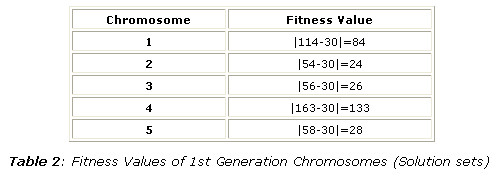 Chromosome Fitness Value
1 |114-30|=84
2 |54-30|=24
3 |56-30|=26
4 |163-30|=133
5 |58-30|=28
Table 2: Fitness Values of 1st Generation Chromosomes (Solution sets)